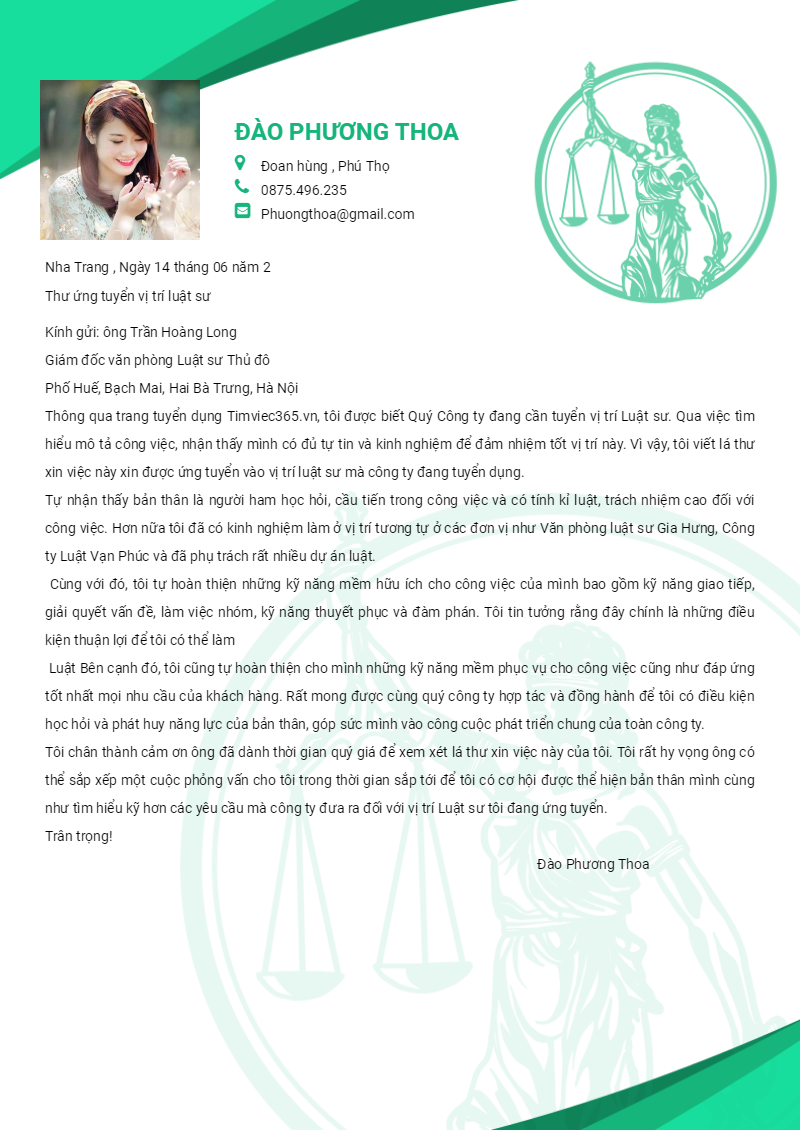 ĐÀO PHƯƠNG THOA
Đoan hùng , Phú Thọ
0875.496.235
Phuongthoa@gmail.com
Nha Trang , Ngày 14 tháng 06 năm 2
Thư ứng tuyển vị trí luật sư
Kính gửi: ông Trần Hoàng Long
Giám đốc văn phòng Luật sư Thủ đô
Phố Huế, Bạch Mai, Hai Bà Trưng, Hà Nội
Thông qua trang tuyển dụng Timviec365.vn, tôi được biết Quý Công ty đang cần tuyển vị trí Luật sư. Qua việc tìm
hiểu mô tả công việc, nhận thấy mình có đủ tự tin và kinh nghiệm để đảm nhiệm tốt vị trí này. Vì vậy, tôi viết lá thư
xin việc này xin được ứng tuyển vào vị trí luật sư mà công ty đang tuyển dụng.
Tự nhận thấy bản thân là người ham học hỏi, cầu tiến trong công việc và có tính kỉ luật, trách nhiệm cao đối với
công việc. Hơn nữa tôi đã có kinh nghiệm làm ở vị trí tương tự ở các đơn vị như Văn phòng luật sư Gia Hưng, Công
ty Luật Vạn Phúc và đã phụ trách rất nhiều dự án luật.
Cùng với đó, tôi tự hoàn thiện những kỹ năng mềm hữu ích cho công việc của mình bao gồm kỹ năng giao tiếp,
giải quyết vấn đề, làm việc nhóm, kỹ năng thuyết phục và đàm phán. Tôi tin tưởng rằng đây chính là những điều
kiện thuận lợi để tôi có thể làm
Luật Bên cạnh đó, tôi cũng tự hoàn thiện cho mình những kỹ năng mềm phục vụ cho công việc cũng như đáp ứng
tốt nhất mọi nhu cầu của khách hàng. Rất mong được cùng quý công ty hợp tác và đồng hành để tôi có điều kiện
học hỏi và phát huy năng lực của bản thân, góp sức mình vào công cuộc phát triển chung của toàn công ty.
Tôi chân thành cảm ơn ông đã dành thời gian quý giá để xem xét lá thư xin việc này của tôi. Tôi rất hy vọng ông có
thể sắp xếp một cuộc phỏng vấn cho tôi trong thời gian sắp tới để tôi có cơ hội được thể hiện bản thân mình cùng
như tìm hiểu kỹ hơn các yêu cầu mà công ty đưa ra đối với vị trí Luật sư tôi đang ứng tuyển.
Trân trọng!
Đào Phương Thoa